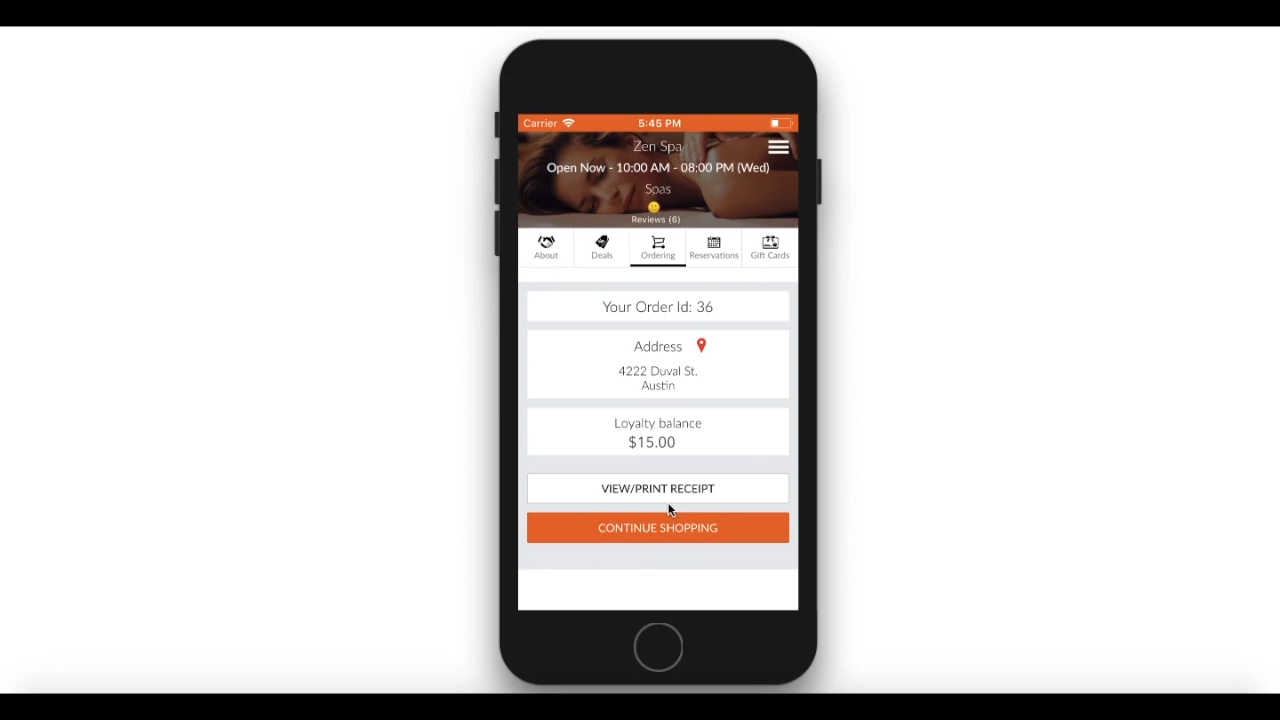 Carrier 5:45 PM
Zen Spa
Open Now - 10:00 AM - 08:00 PM (Wed)
Spas
Reviews (6)
About Deals Ordering Reservations Gift Cards
Your Order Id: 36
Address
4222 Duval St.
Austin
Loyalty balance
$15.00
VIEW/PRINT RECEIPT
CONTINUE SHOPPING